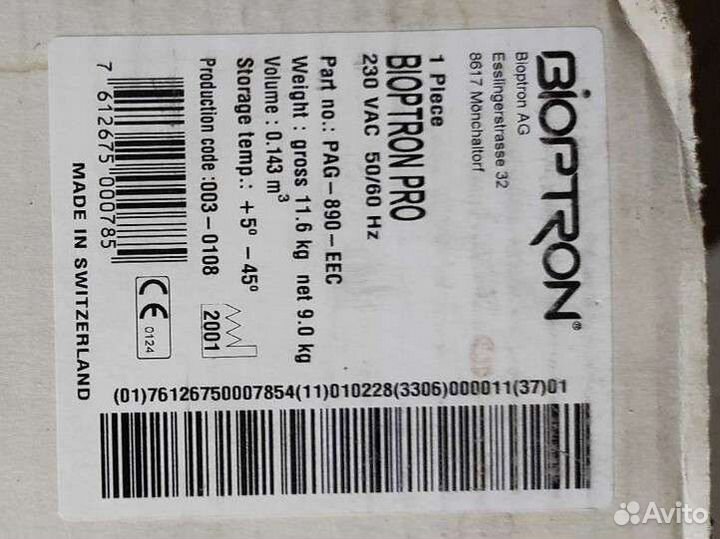 BIOPTRON®
Bioptron AG
Esslingerstrasse 32
8617 Mönchaltorf
1 Piece
BIOPTRON PRO
230 VAC 50/60 Hz
Part no.: PAG-890-EEC
Weight : gross 11.6 kg net 9.0 kg
Volume : 0.143 m³
Storage temp.: +5° -45°
Production code :003-0108
2001
7 612675 000785
CE 0124
MADE IN SWITZERLAND
(01)76126750007854(11)010228(3306)000011(37)01
Avito